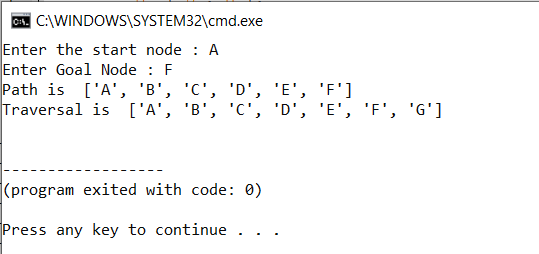 C:\WINDOWS\SYSTEM32\cmd.exe
Enter the start node : A
Enter Goal Node : F
Path is  ['A', 'B', 'C', 'D', 'E', 'F']
Traversal is  ['A', 'B', 'C', 'D', 'E', 'F', 'G']
------------------
(program exited with code: 0)
Press any key to continue . . .